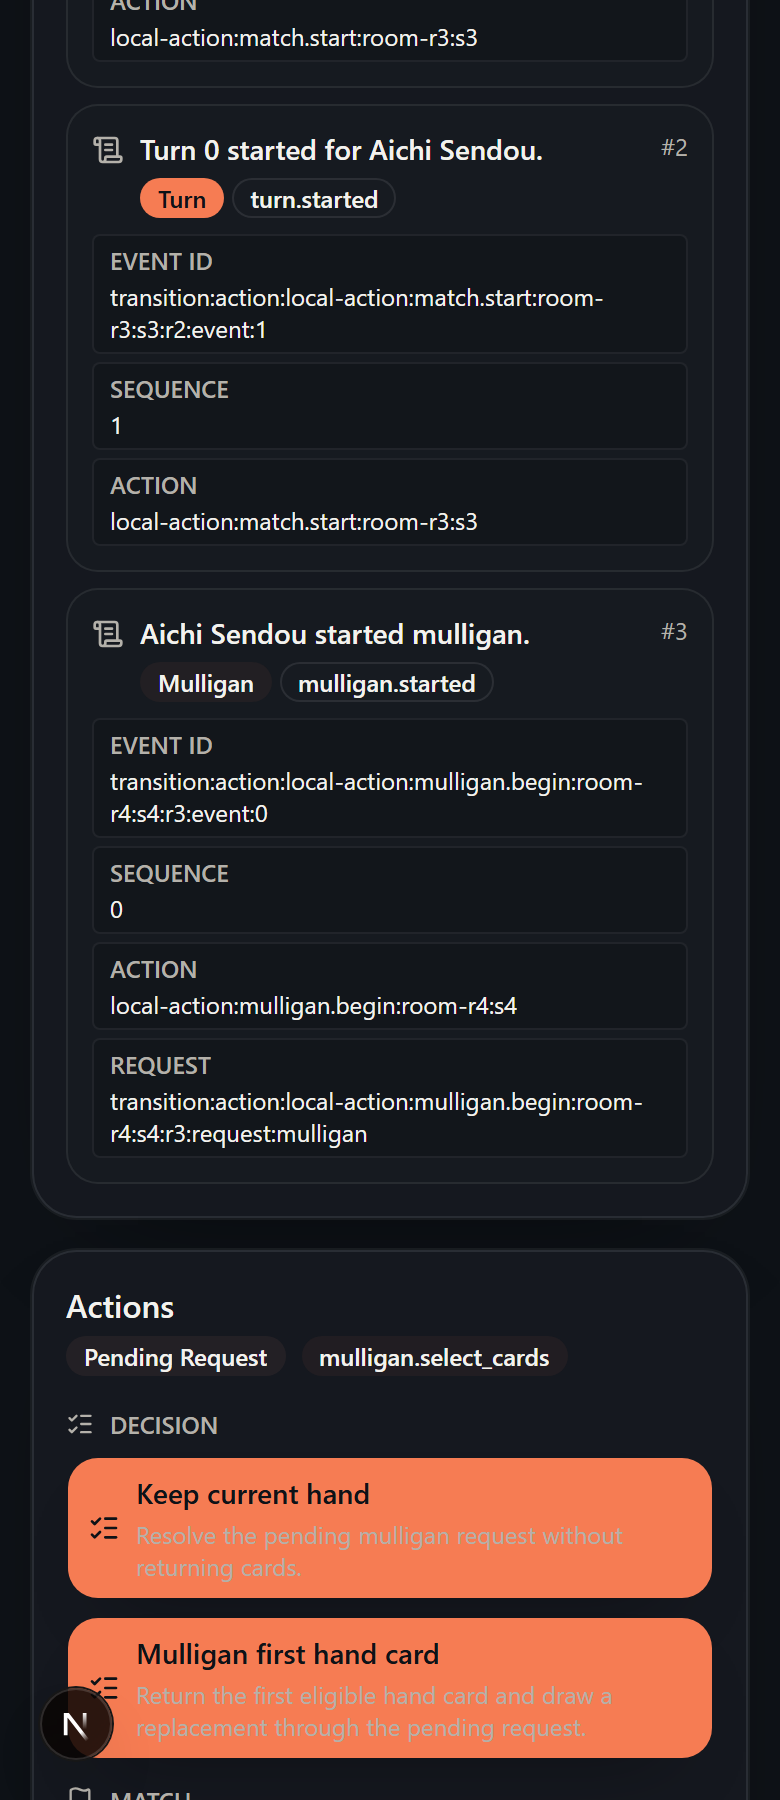 ACTION
local-action:match.start:room-r3:s3
Turn 0 started for Aichi Sendou.
#2
Turn
turn.started
EVENT ID
transition:action:local-action:match.start:room-
r3:s3:r2:event:1
SEQUENCE
1
ACTION
local-action:match.start:room-r3:s3
Aichi Sendou started mulligan.
#3
Mulligan
mulligan.started
EVENT ID
transition:action:local-action:mulligan.begin:room-
r4:s4:r3:event:0
SEQUENCE
0
ACTION
local-action:mulligan.begin:room-r4:s4
REQUEST
transition:action:local-action:mulligan.begin:room-
r4:s4:r3:request:mulligan
Actions
Pending Request
mulligan.select_cards
DECISION
Keep current hand
Resolve the pending mulligan request without
returning cards.
Mulligan first hand card
Return the first eligible hand card and draw a
replacement through the pending request.
N
MATCH